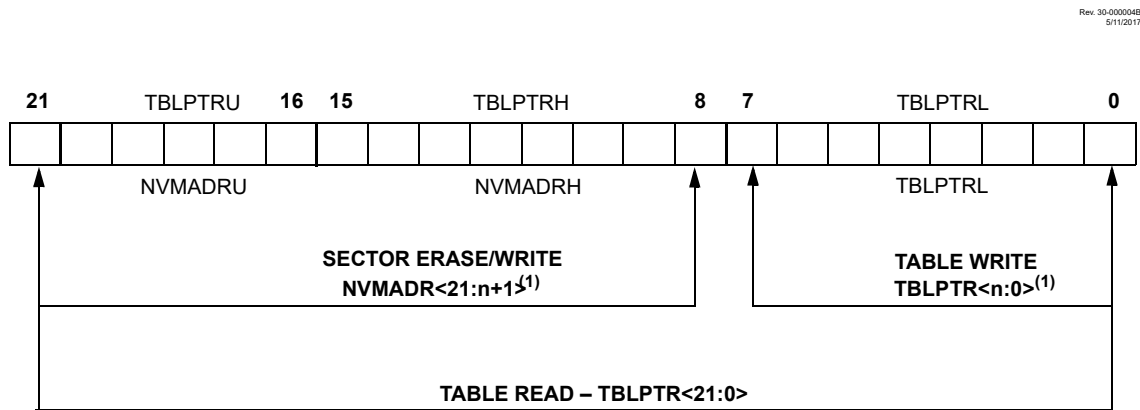 Rev. 30-000004B
5/11/2017
21 TBLPTRU 16 15 TBLPTRH 8 7 TBLPTRL 0
NVMADRU NVMADRH TBLPTRL
SECTOR ERASE/WRITE
NVMADR<21:n+1>(1)
TABLE WRITE
TBLPTR<n:0>(1)
TABLE READ – TBLPTR<21:0>